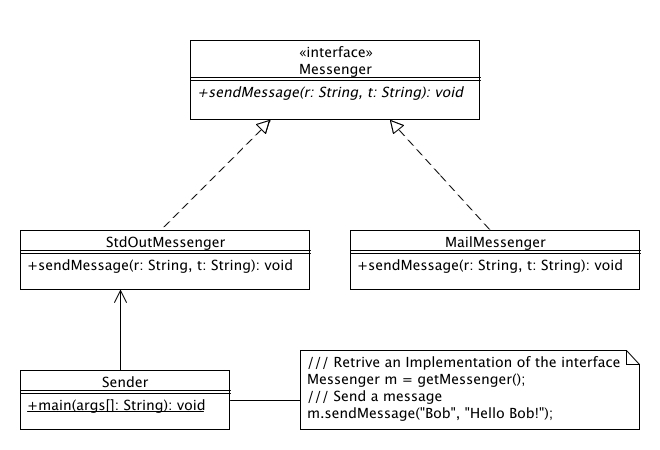 «interface»
Messenger
+sendMessage(r: String, t: String): void
StdOutMessenger
+sendMessage(r: String, t: String): void
MailMessenger
+sendMessage(r: String, t: String): void
Sender
+main(args[]: String): void
/// Retrive an Implementation of the interface
Messenger m = getMessenger();
/// Send a message
m.sendMessage("Bob", "Hello Bob!");